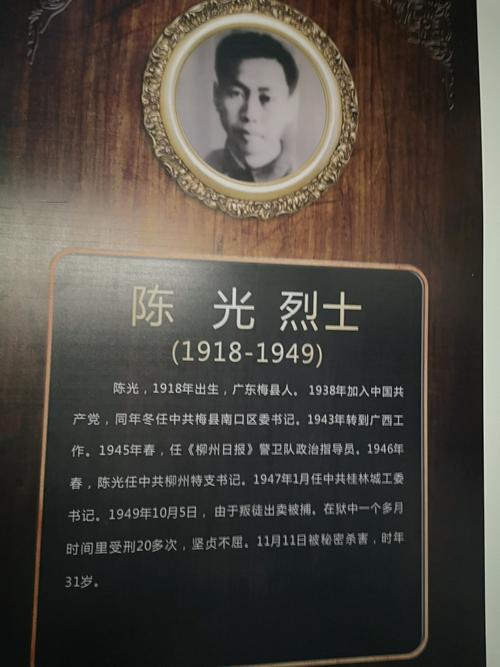 陈 光 烈士
(1918-1949)
陈光，1918年出生，广东梅县人。1938年加入中国共
产党，同年冬任中共梅县南口区委书记。1943年转到广西工
作。1945年春，任《柳州日报》警卫队政治指导员。1946年
春，陈光任中共柳州特支书记。1947年1月任中共桂林城工委
书记。1949年10月5日，由于叛徒出卖被捕。在狱中一个多月
时间里受刑20多次，坚贞不屈。11月11日被秘密杀害，时年
31岁。